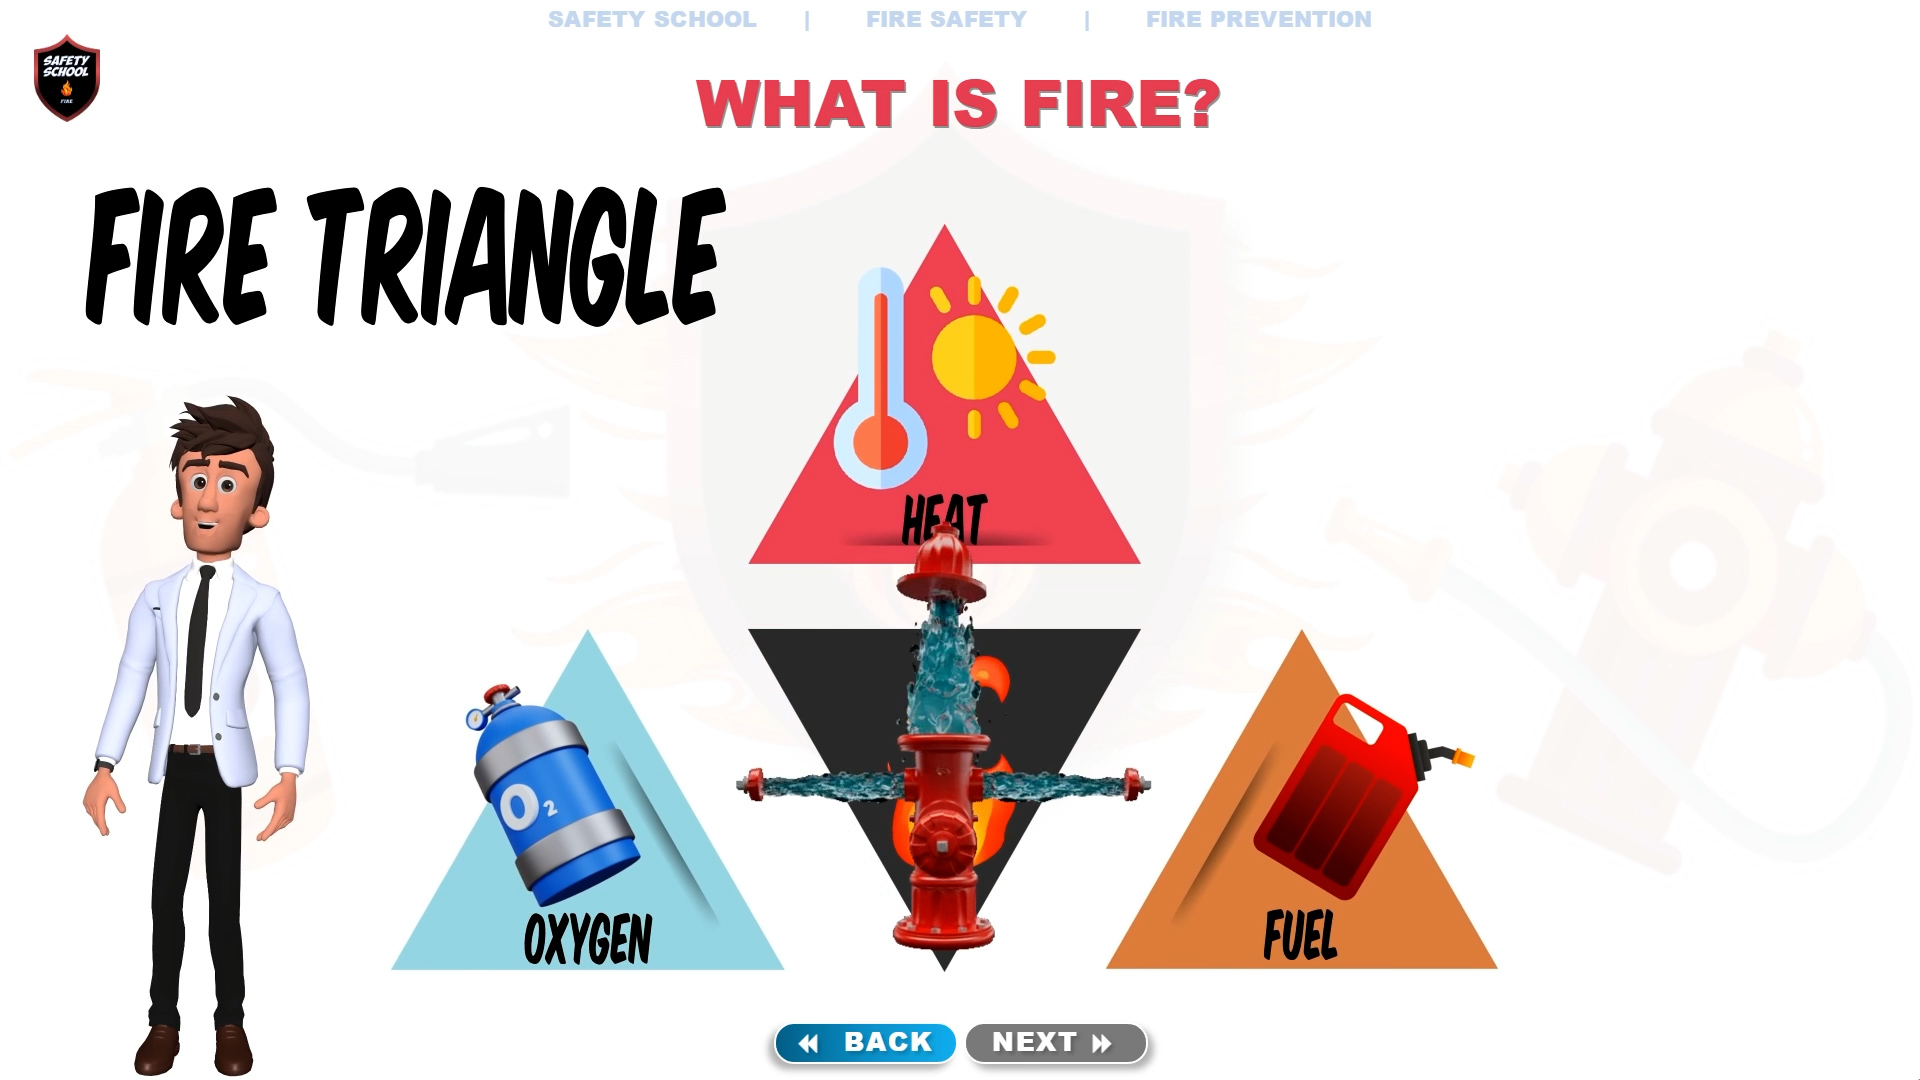 SAFETY SCHOOL | FIRE SAFETY | FIRE PREVENTION
SAFETY
SCHOOL
FIRE
WHAT IS FIRE?
FIRE TRIANGLE
HEAT
O2
OXYGEN
FUEL
BACK
NEXT